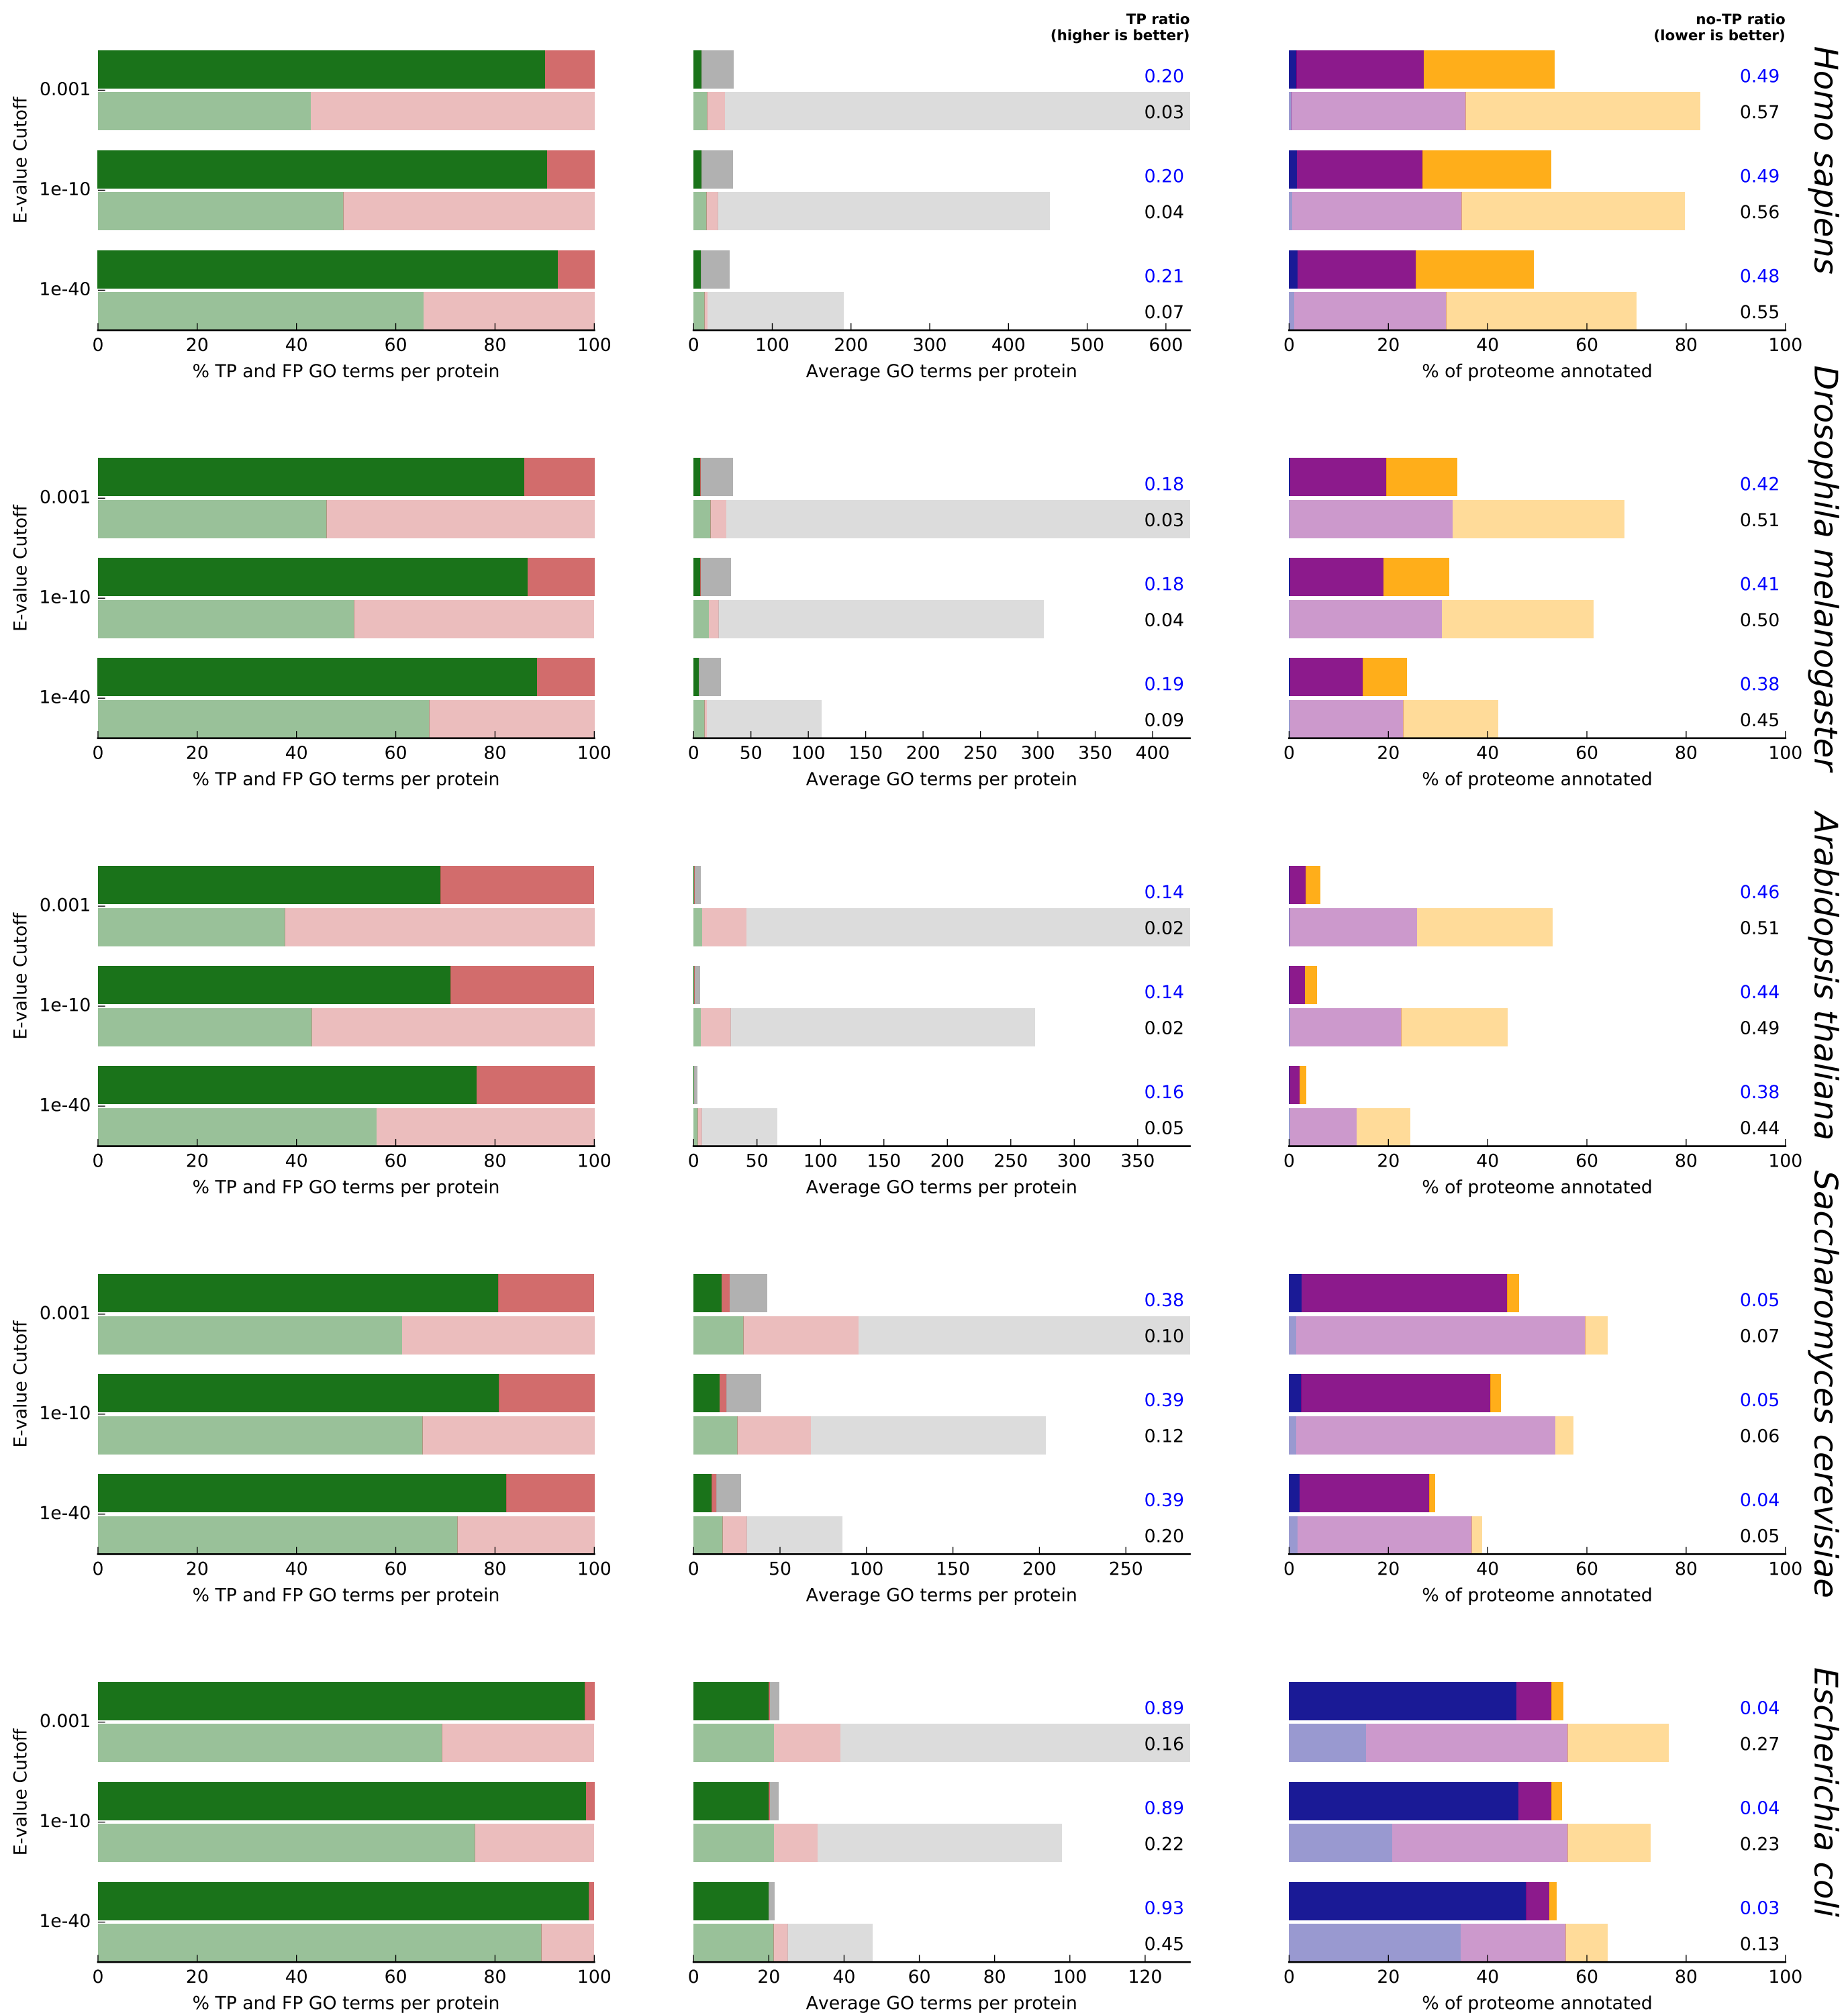 TP ratio
(higher is better)
no-TP ratio
(lower is better)
Homo sapiens
E-value Cutoff
0.001
0.20
0.03
0.49
0.57
1e-10
0.20
0.04
0.49
0.56
1e-40
0.21
0.07
0.48
0.55
0 20 40 60 80 100
0 100 200 300 400 500 600
0 20 40 60 80 100
% TP and FP GO terms per protein
Average GO terms per protein
% of proteome annotated
Drosophila melanogaster
E-value Cutoff
0.001
0.18
0.03
0.42
0.51
1e-10
0.18
0.04
0.41
0.50
1e-40
0.19
0.09
0.38
0.45
0 20 40 60 80 100
0 50 100 150 200 250 300 350 400
0 20 40 60 80 100
% TP and FP GO terms per protein
Average GO terms per protein
% of proteome annotated
Arabidopsis thaliana
E-value Cutoff
0.001
0.14
0.02
0.46
0.51
1e-10
0.14
0.02
0.44
0.49
1e-40
0.16
0.05
0.38
0.44
0 20 40 60 80 100
0 50 100 150 200 250 300 350
0 20 40 60 80 100
% TP and FP GO terms per protein
Average GO terms per protein
% of proteome annotated
Saccharomyces cerevisiae
E-value Cutoff
0.001
0.38
0.10
0.05
0.07
1e-10
0.39
0.12
0.05
0.06
1e-40
0.39
0.20
0.04
0.05
0 20 40 60 80 100
0 50 100 150 200 250
0 20 40 60 80 100
% TP and FP GO terms per protein
Average GO terms per protein
% of proteome annotated
Escherichia coli
E-value Cutoff
0.001
0.89
0.16
0.04
0.27
1e-10
0.89
0.22
0.04
0.23
1e-40
0.93
0.45
0.03
0.13
0 20 40 60 80 100
0 20 40 60 80 100 120
0 20 40 60 80 100
% TP and FP GO terms per protein
Average GO terms per protein
% of proteome annotated